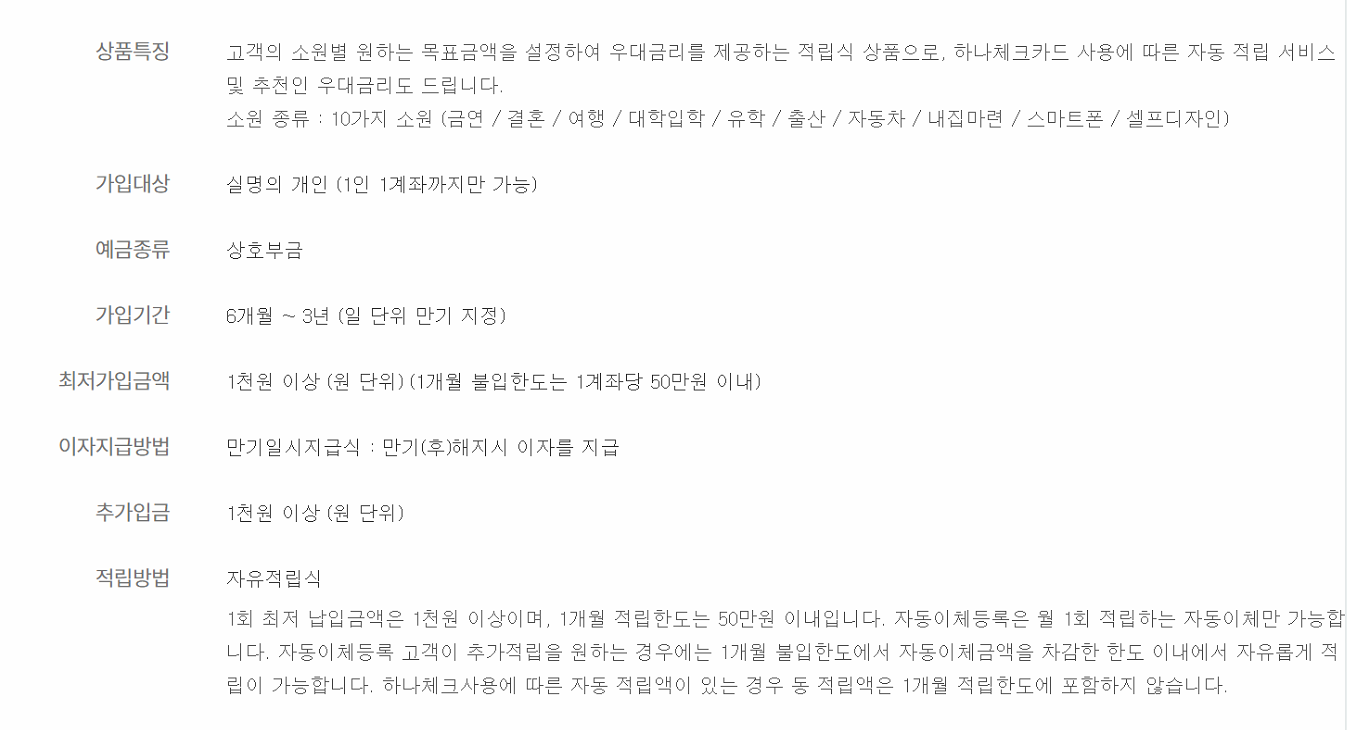 상품특징
고객의 소원별 원하는 목표금액을 설정하여 우대금리를 제공하는 적립식 상품으로, 하나체크카드 사용에 따른 자동 적립 서비스
및 추천인 우대금리도 드립니다.
소원 종류 : 10가지 소원 (금연 / 결혼 / 여행 / 대학입학 / 유학 / 출산 / 자동차 / 내집마련 / 스마트폰 / 셀프디자인)
가입대상
실명의 개인 (1인 1계좌까지만 가능)
예금종류
상호부금
가입기간
6개월 ~ 3년 (일 단위 만기 지정)
최저가입금액
1천원 이상 (원 단위) (1개월 불입한도는 1계좌당 50만원 이내)
이자지급방법
만기일시지급식 : 만기(후)해지시 이자를 지급
추가입금
1천원 이상 (원 단위)
적립방법
자유적립식
1회 최저 납입금액은 1천원 이상이며, 1개월 적립한도는 50만원 이내입니다. 자동이체등록은 월 1회 적립하는 자동이체만 가능합
니다. 자동이체등록 고객이 추가적립을 원하는 경우에는 1개월 불입한도에서 자동이체금액을 차감한 한도 이내에서 자유롭게 적
립이 가능합니다. 하나체크사용에 따른 자동 적립액이 있는 경우 동 적립액은 1개월 적립한도에 포함하지 않습니다.